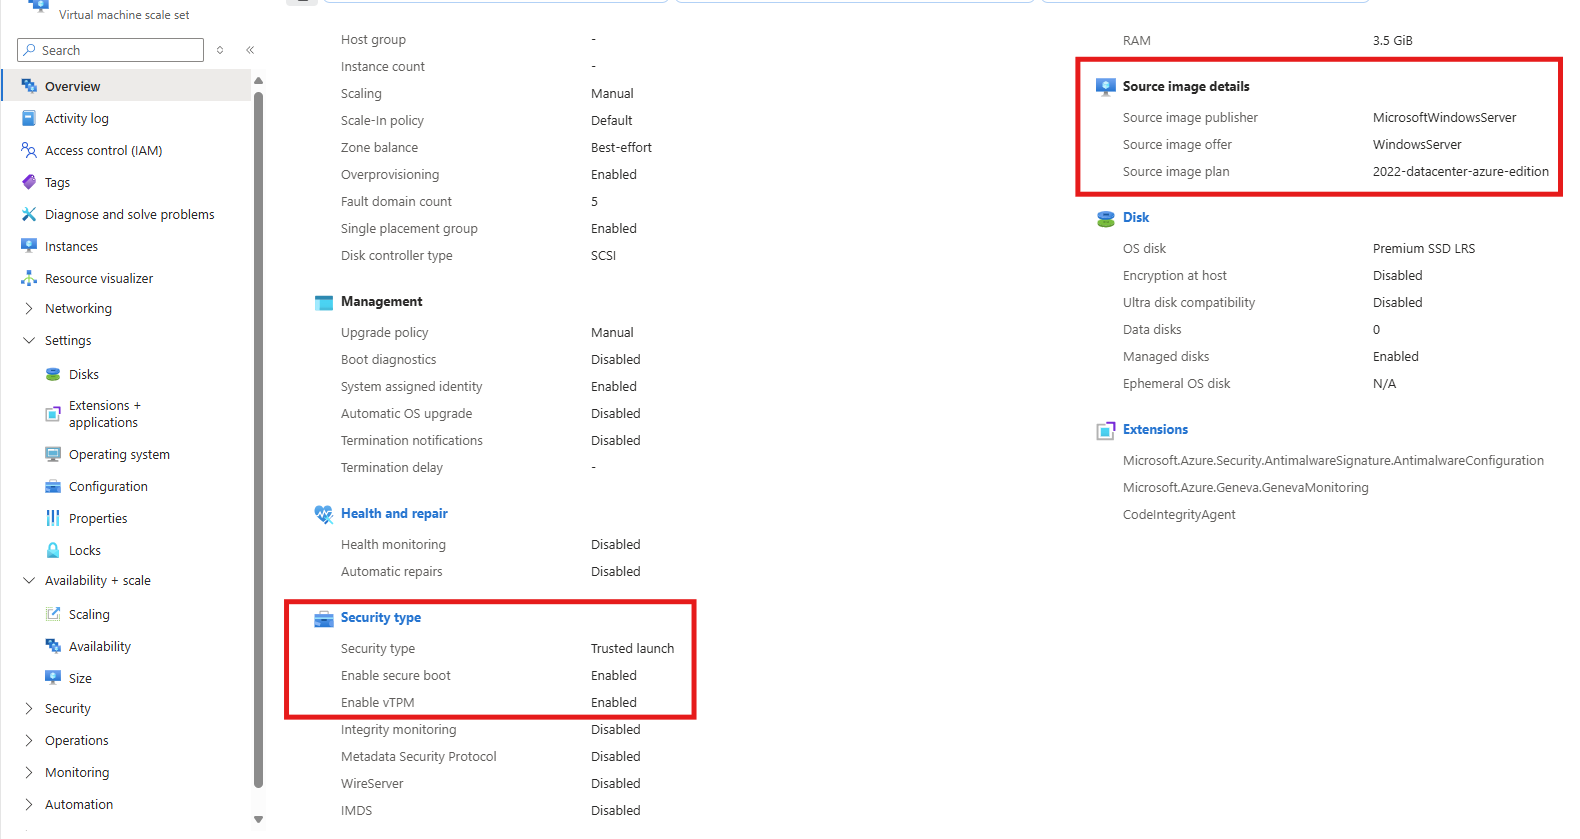 Virtual machine scale set
Search
Overview
Activity log
Access control (IAM)
Tags
Diagnose and solve problems
Instances
Resource visualizer
Networking
Settings
Disks
Extensions +
applications
Operating system
Configuration
Properties
Locks
Availability + scale
Scaling
Availability
Size
Security
Operations
Monitoring
Automation
Host group -
Instance count -
Scaling Manual
Scale-In policy Default
Zone balance Best-effort
Overprovisioning Enabled
Fault domain count 5
Single placement group Enabled
Disk controller type SCSI
Management
Upgrade policy Manual
Boot diagnostics Disabled
System assigned identity Enabled
Automatic OS upgrade Disabled
Termination notifications Disabled
Termination delay -
Health and repair
Health monitoring Disabled
Automatic repairs Disabled
Security type
Security type Trusted launch
Enable secure boot Enabled
Enable vTPM Enabled
Integrity monitoring Disabled
Metadata Security Protocol Disabled
WireServer Disabled
IMDS Disabled
RAM 3.5 GiB
Source image details
Source image publisher MicrosoftWindowsServer
Source image offer WindowsServer
Source image plan 2022-datacenter-azure-edition
Disk
OS disk Premium SSD LRS
Encryption at host Disabled
Ultra disk compatibility Disabled
Data disks 0
Managed disks Enabled
Ephemeral OS disk N/A
Extensions
Microsoft.Azure.Security.AntimalwareSignature.AntimalwareConfiguration
Microsoft.Azure.Geneva.GenevaMonitoring
CodeIntegrityAgent